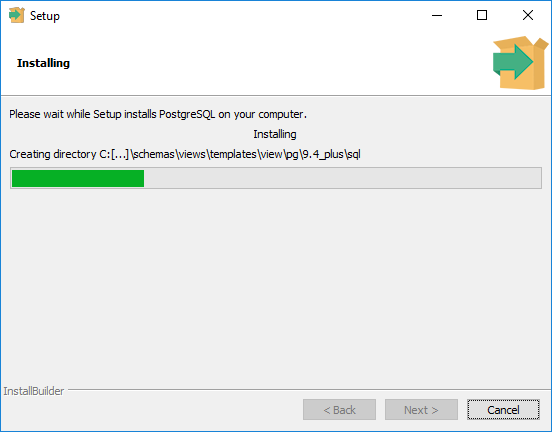 Setup
Installing
Please wait while Setup installs PostgreSQL on your computer.
Installing
Creating directory C:[...]\schemas\views\templates\view\pg\9.4_plus\sql
InstallBuilder
< Back
Next >
Cancel